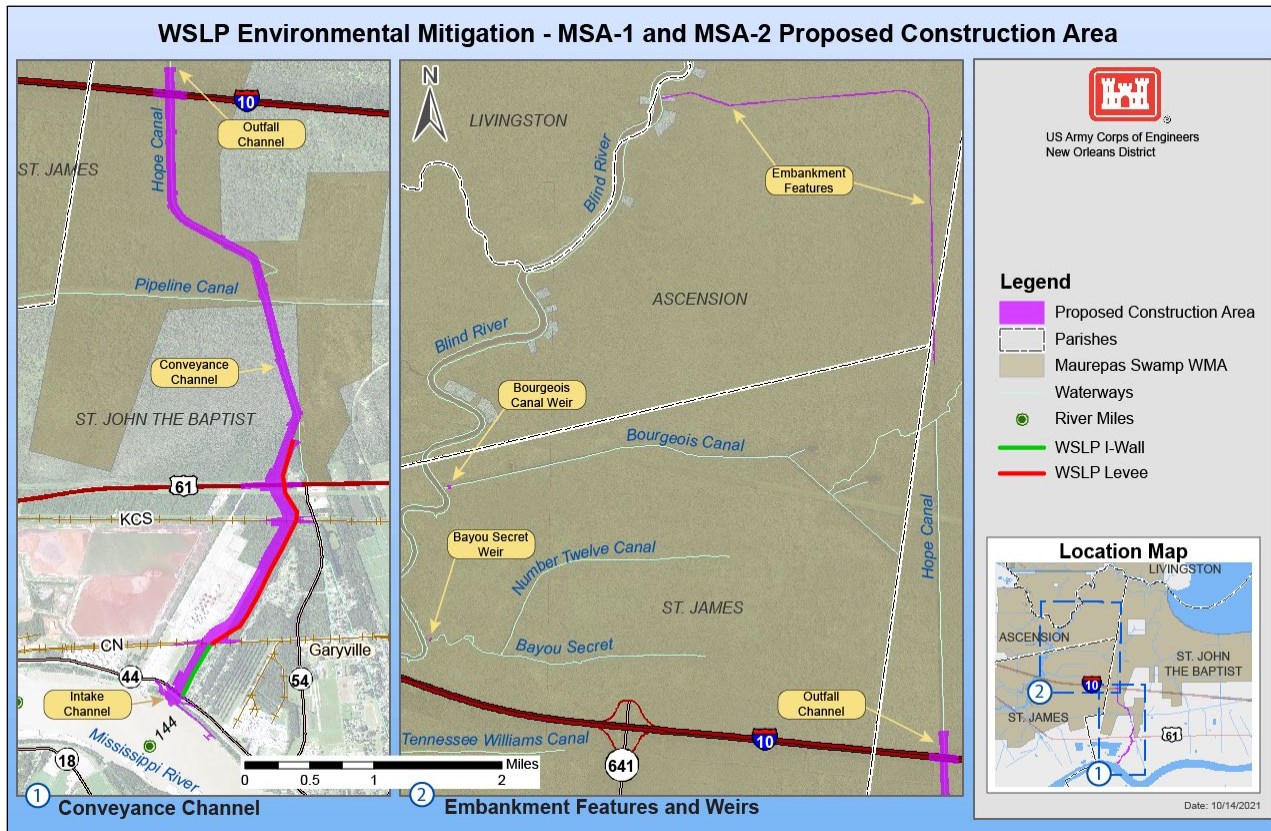 WSLP Environmental Mitigation - MSA-1 and MSA-2 Proposed Construction Area
10
Outfall
Channel
Hope Canal
ST. JAMES
Pipeline Canal
Conveyance
Channel
ST. JOHN THE BAPTIST
61
KCS
CN
Garyville
44
54
Intake
Channel
144
Mississippi River
18
1
Conveyance Channel
N
LIVINGSTON
Blind River
Embankment
Features
ASCENSION
Blind River
Bourgeois
Canal Weir
Bourgeois Canal
Hope Canal
Bayou Secret
Weir
Number Twelve Canal
ST. JAMES
Bayou Secret
Outfall
Channel
10
Tennessee Williams Canal
641
Miles
0 0.5 1 2
2
Embankment Features and Weirs
®
US Army Corps of Engineers
New Orleans District
Legend
Proposed Construction Area
Parishes
Maurepas Swamp WMA
Waterways
River Miles
WSLP I-Wall
WSLP Levee
Location Map
LIVINGSTON
ASCENSION
ST. JOHN
THE BAPTIST
10
2
ST. JAMES
61
1
Date: 10/14/2021